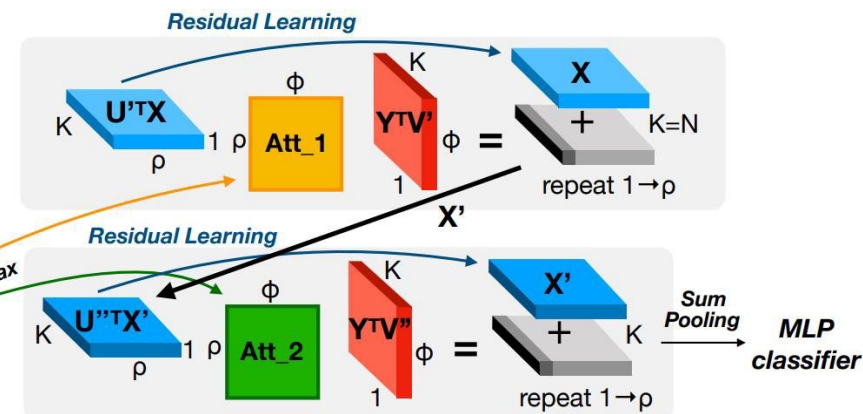 Residual Learning
U'ᵀX
K
ρ
1
ρ
Φ
Att_1
K
YᵀV'
Φ
1
=
X
+
K=N
repeat 1→ρ
X'
Residual Learning
U''ᵀX'
K
ρ
1
ρ
Φ
Att_2
K
YᵀV''
Φ
1
=
X'
+
K
repeat 1→ρ
Sum
Pooling
MLP
classifier